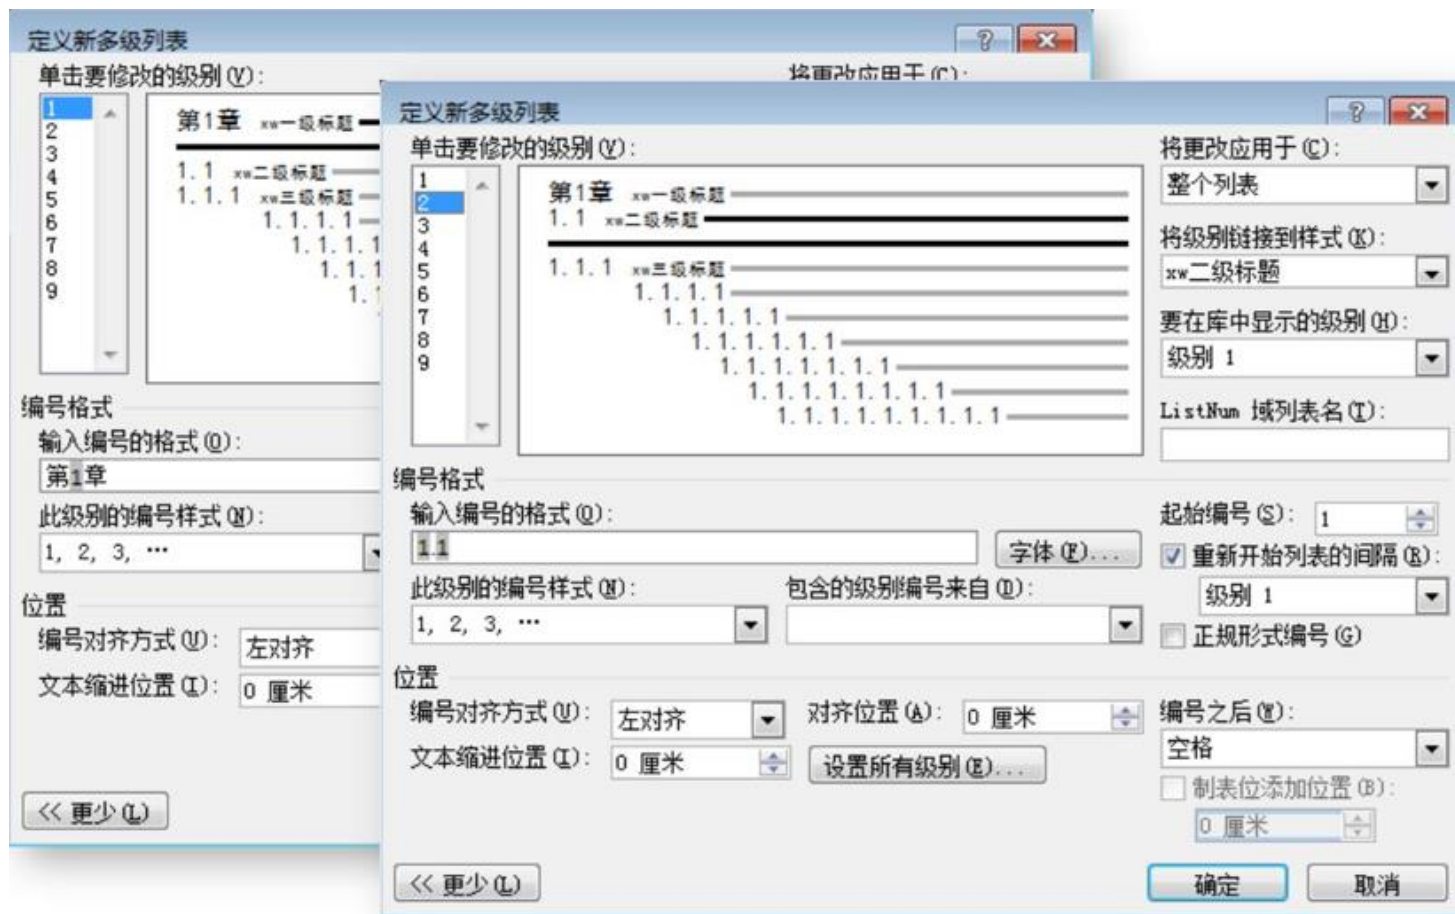 定义新多级列表
单击要修改的级别(V):
将更改应用于(C):
1
2
3
4
5
6
7
8
9
第1章 xw一级标题
1.1 xw二级标题
1.1.1 xw三级标题
1.1.1.1
1.1.1.1
1.1.1
1.1
编号格式
输入编号的格式(O):
第1章
此级别的编号样式(N):
1, 2, 3, …
位置
编号对齐方式(U): 左对齐
文本缩进位置(I): 0 厘米
<< 更少(L)
定义新多级列表
单击要修改的级别(V):
1
2
3
4
5
6
7
8
9
第1章 xw一级标题
1.1 xw二级标题
1.1.1 xw三级标题
1.1.1.1
1.1.1.1.1
1.1.1.1.1.1
1.1.1.1.1.1.1
1.1.1.1.1.1.1.1
1.1.1.1.1.1.1.1.1
将更改应用于(C):
整个列表
将级别链接到样式(K):
xw二级标题
要在库中显示的级别(H):
级别 1
ListNum 域列表名(T):
编号格式
输入编号的格式(O):
1.1
字体(F)...
此级别的编号样式(N):
包含的级别编号来自(D):
1, 2, 3, …
起始编号(S): 1
重新开始列表的间隔(R):
级别 1
正规形式编号(G)
位置
编号对齐方式(U): 左对齐
对齐位置(A): 0 厘米
文本缩进位置(I): 0 厘米
设置所有级别(E)...
编号之后(W):
空格
制表位添加位置(B):
0 厘米
<< 更少(L)
确定
取消